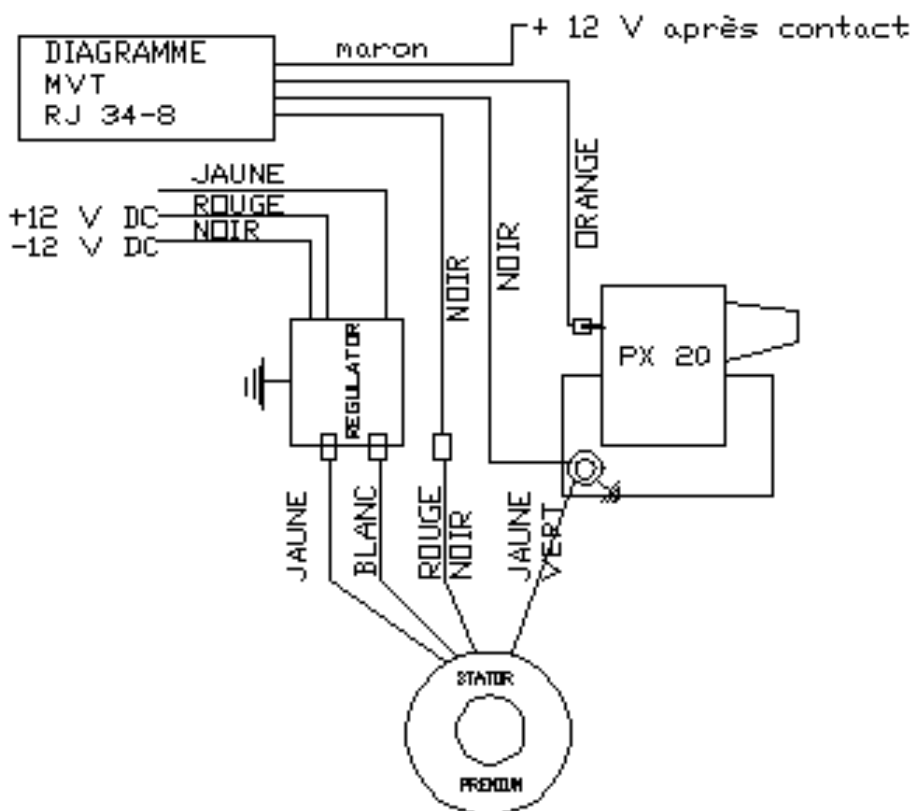 DIAGRAMME
MVT
RJ 34-8
maron
+ 12 V après contact
JAUNE
ROUGE
NOIR
+12 V DC
-12 V DC
NOIR
NOIR
ORANGE
REGULATOR
PX 20
JAUNE
BLANC
ROUGE
NOIR
JAUNE
VERT
STATOR
PREMIUM